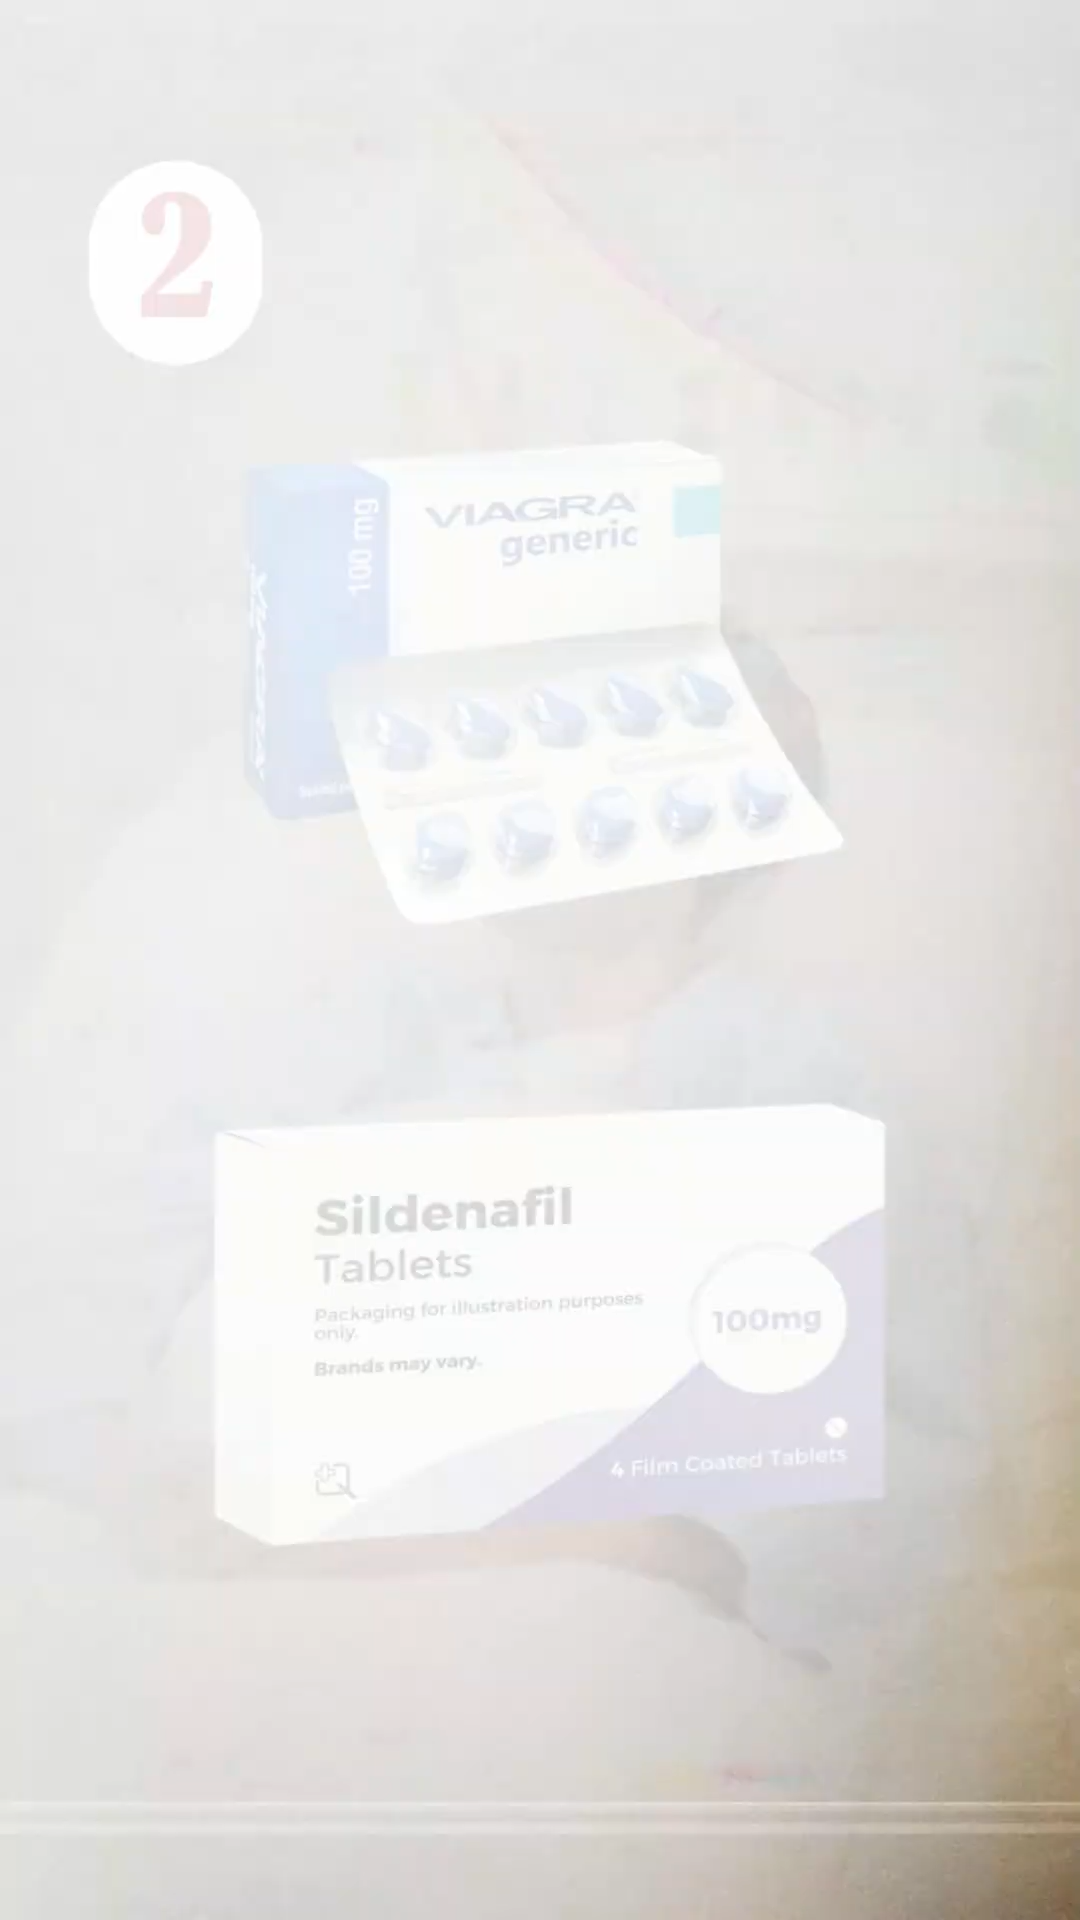 2
100 mg
VIAGRA
generic
VIAGRA
Sildenafil
Tablets
Packaging for illustration purposes
only.
Brands may vary.
100mg
4 Film Coated Tablets